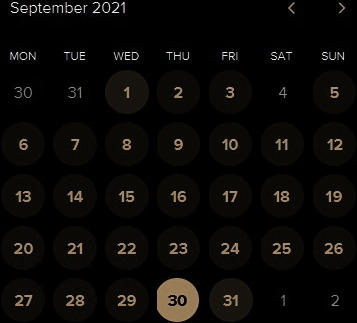 September 2021
MON TUE WED THU FRI SAT SUN
30 31 1 2 3 4 5
6 7 8 9 10 11 12
13 14 15 16 17 18 19
20 21 22 23 24 25 26
27 28 29 30 31 1 2